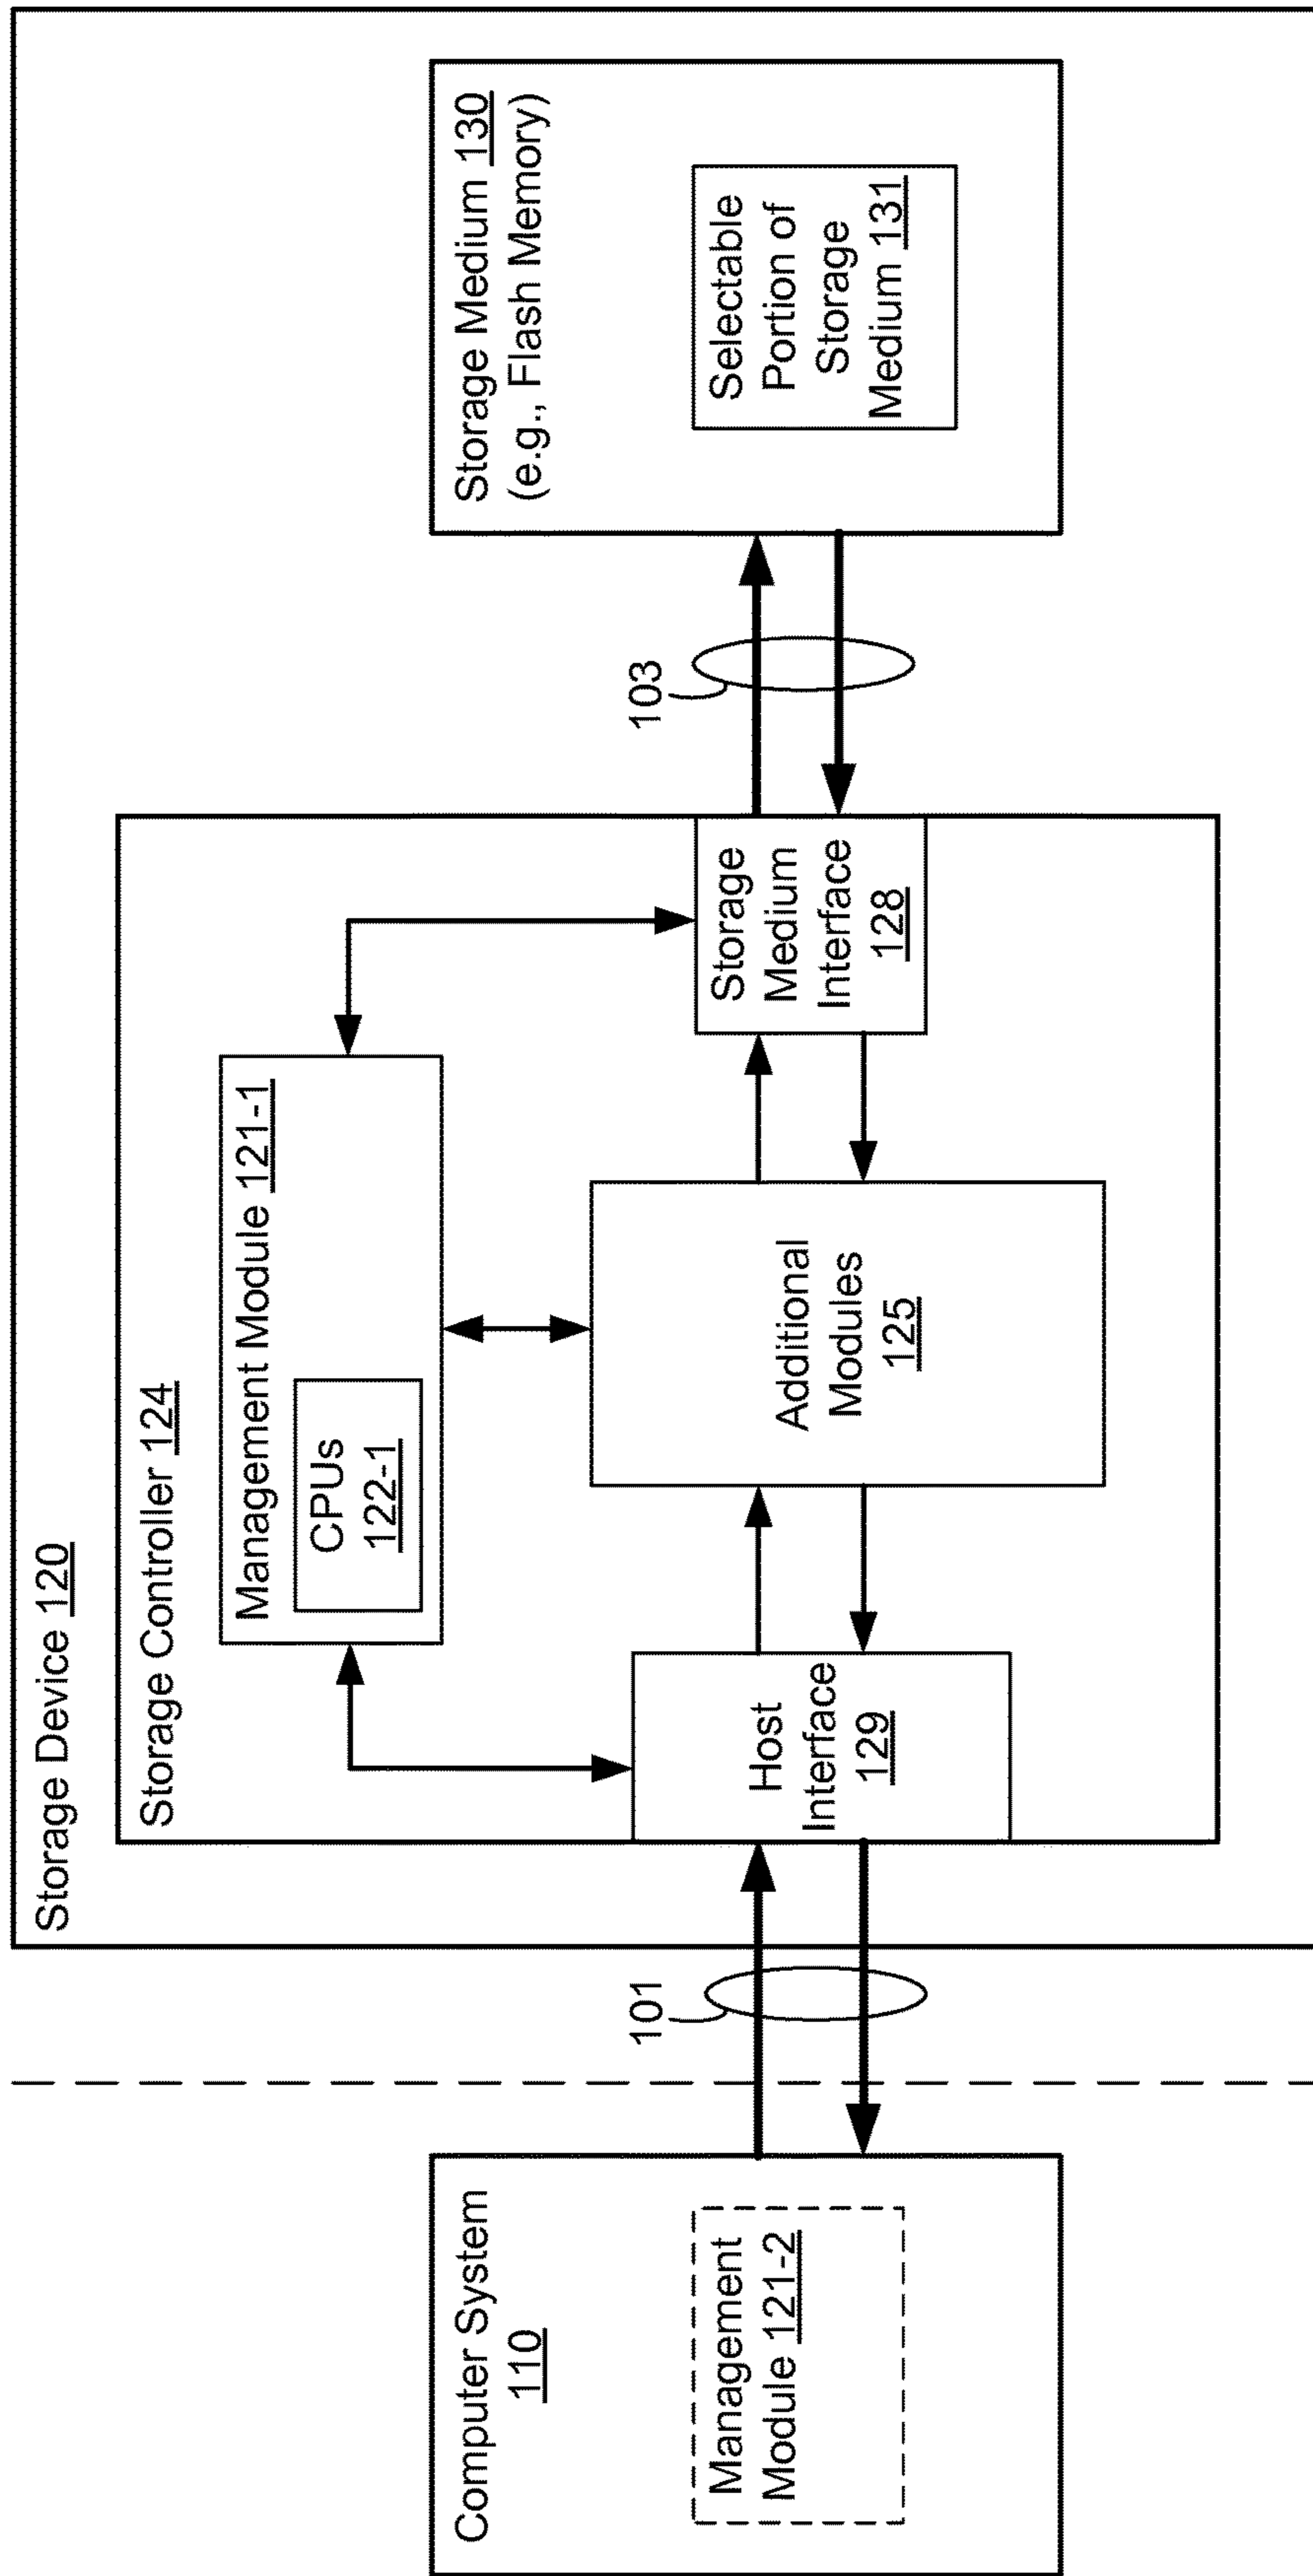 Computer System
110
Management
Module 121-2
101
Storage Device 120
Storage Controller 124
Management Module 121-1
CPUs
122-1
Host
Interface
129
Additional
Modules
125
Storage
Medium
Interface
128
103
Storage Medium 130
(e.g., Flash Memory)
Selectable
Portion of
Storage
Medium 131